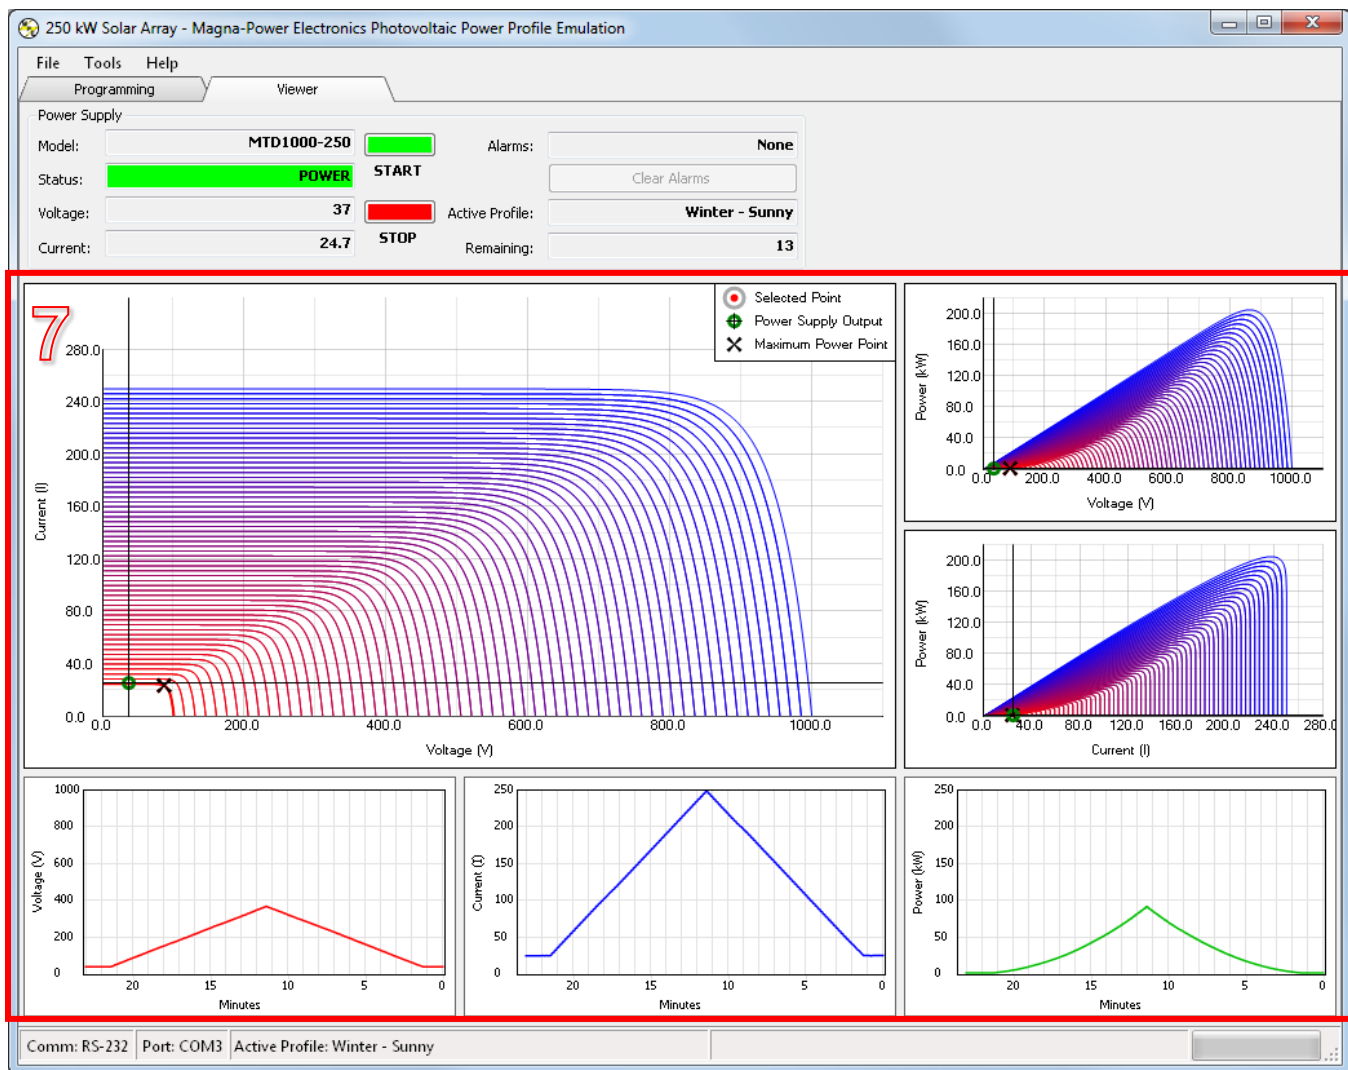 250 kW Solar Array - Magna-Power Electronics Photovoltaic Power Profile Emulation
File Tools Help
Programming Viewer
Power Supply
Model: MTD1000-250
START
Status: POWER
Voltage: 37
STOP
Current: 24.7
Alarms: None
Clear Alarms
Active Profile: Winter - Sunny
Remaining: 13
7
Selected Point
Power Supply Output
Maximum Power Point
280.0
240.0
200.0
160.0
120.0
80.0
40.0
0.0
Current (I)
0.0 200.0 400.0 600.0 800.0 1000.0
Voltage (V)
200.0
160.0
120.0
80.0
40.0
0.0
Power (kW)
0.0 200.0 400.0 600.0 800.0 1000.0
Voltage (V)
200.0
160.0
120.0
80.0
40.0
0.0
Power (kW)
0.0 40.0 80.0 120.0 160.0 200.0 240.0 280.0
Current (I)
1000
800
600
400
200
0
Voltage (V)
20 15 10 5 0
Minutes
250
200
150
100
50
0
Current (I)
20 15 10 5 0
Minutes
250
200
150
100
50
0
Power (kW)
20 15 10 5 0
Minutes
Comm: RS-232 Port: COM3 Active Profile: Winter - Sunny